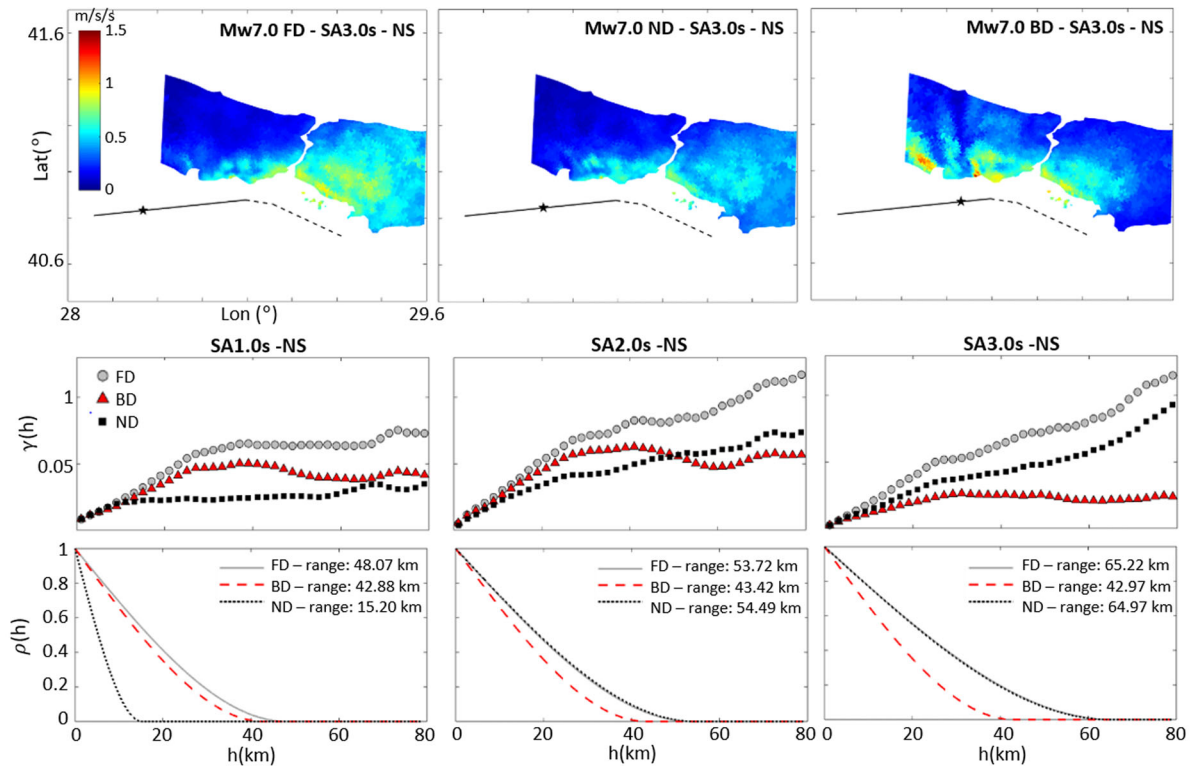 m/s/s
1.5
1
0.5
0
Mw7.0 FD - SA3.0s - NS
Mw7.0 ND - SA3.0s - NS
Mw7.0 BD - SA3.0s - NS
41.6
Lat(°)
40.6
28
Lon (°)
29.6
SA1.0s -NS
SA2.0s -NS
SA3.0s -NS
FD
BD
ND
1
γ(h)
0.05
1
0.8
0.6
0.4
0.2
0
ρ(h)
FD – range: 48.07 km
BD – range: 42.88 km
ND – range: 15.20 km
FD – range: 53.72 km
BD – range: 43.42 km
ND – range: 54.49 km
FD – range: 65.22 km
BD – range: 42.97 km
ND – range: 64.97 km
0 20 40 60 80
0 20 40 60 80
0 20 40 60 80
h(km)
h(km)
h(km)